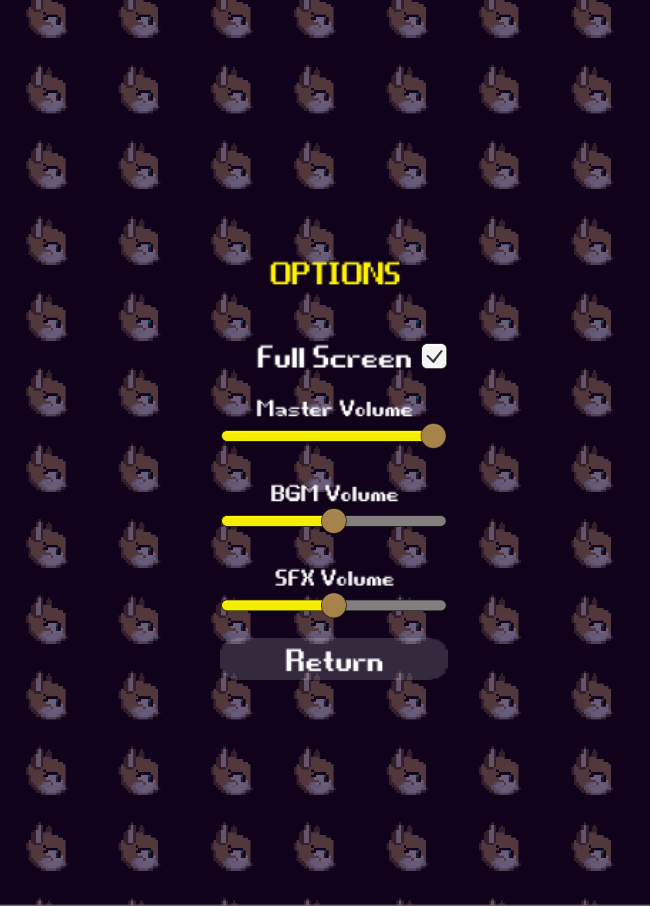 OPTIONS
Full Screen
Master Volume
BGM Volume
SFX Volume
Return